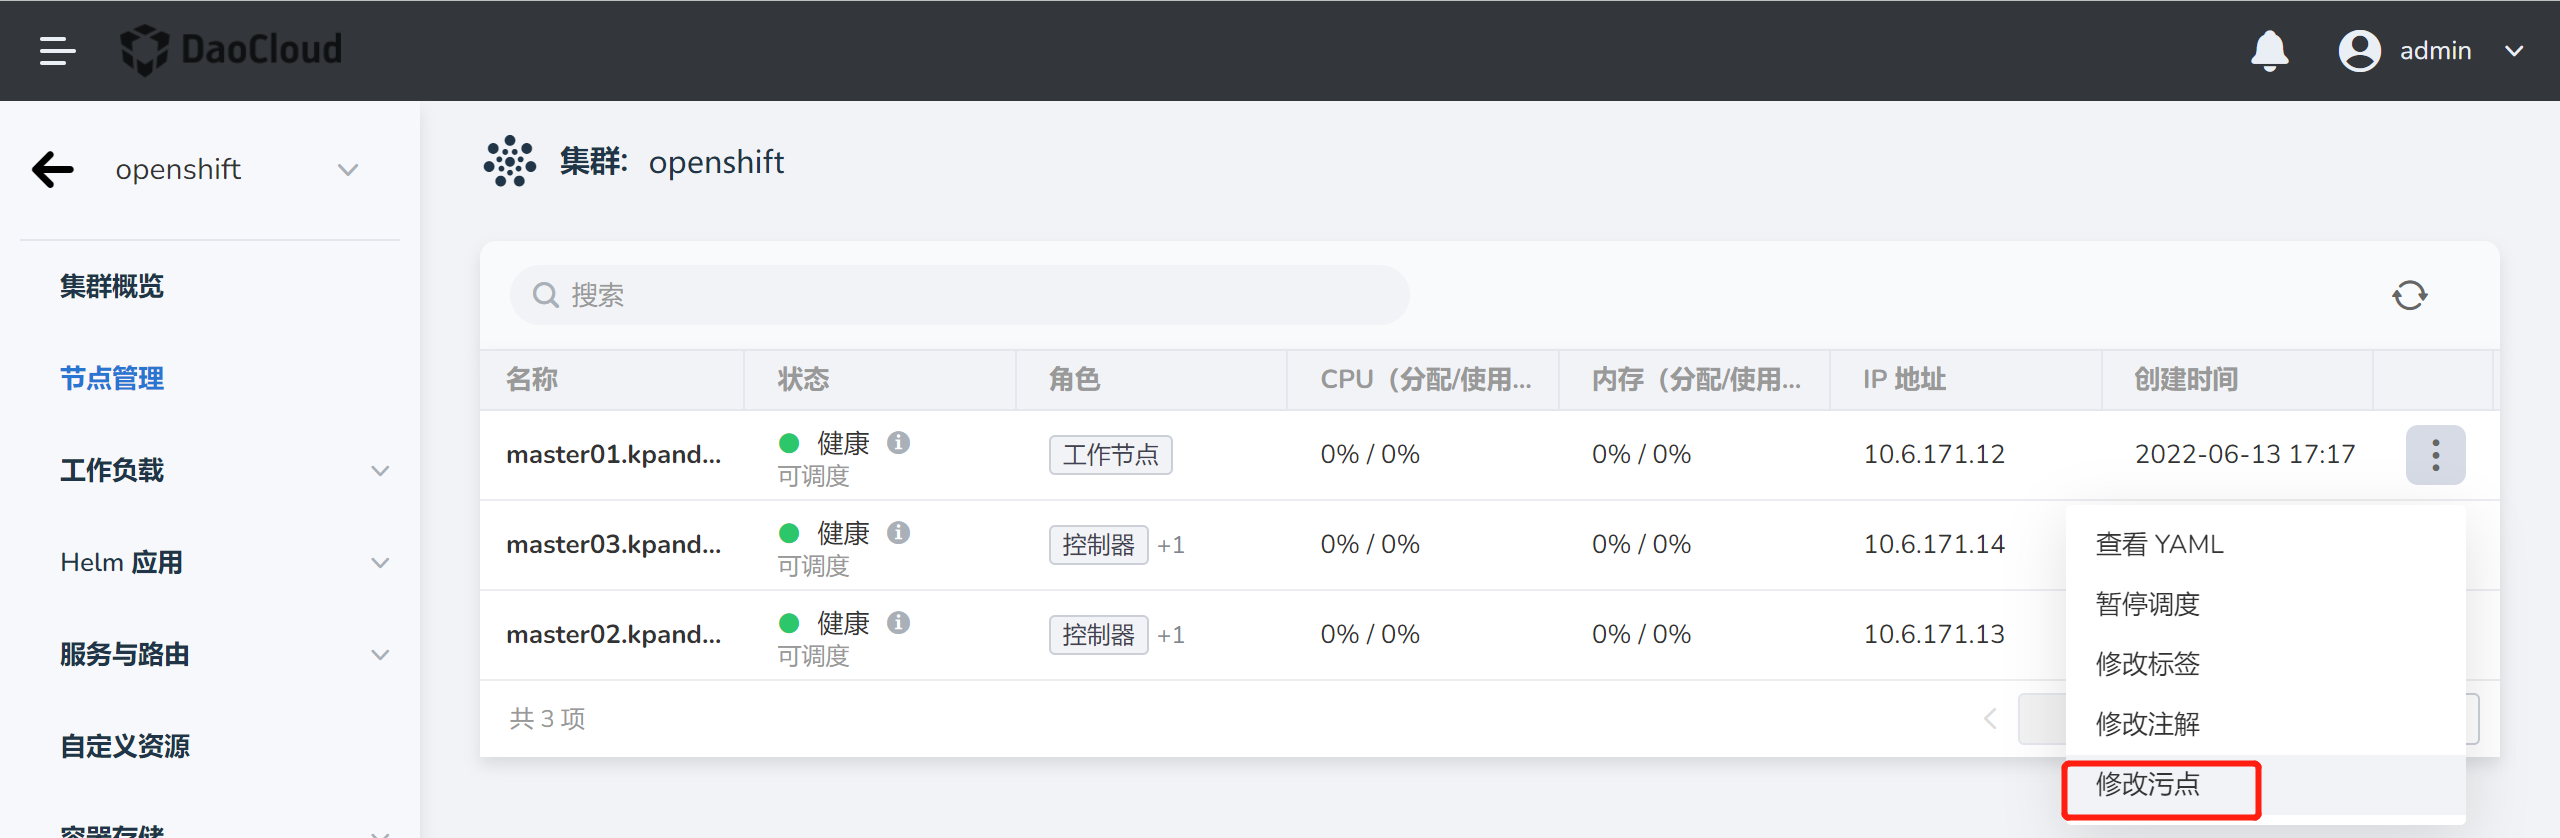 DaoCloud
admin
openshift
集群概览
节点管理
工作负载
Helm 应用
服务与路由
自定义资源
容器存储
集群: openshift
搜索
名称 状态 角色 CPU（分配/使用... 内存（分配/使用... IP 地址 创建时间
master01.kpand... 健康 可调度 工作节点 0% / 0% 0% / 0% 10.6.171.12 2022-06-13 17:17
master03.kpand... 健康 可调度 控制器 +1 0% / 0% 0% / 0% 10.6.171.14
master02.kpand... 健康 可调度 控制器 +1 0% / 0% 0% / 0% 10.6.171.13
共 3 项
查看 YAML
暂停调度
修改标签
修改注解
修改污点